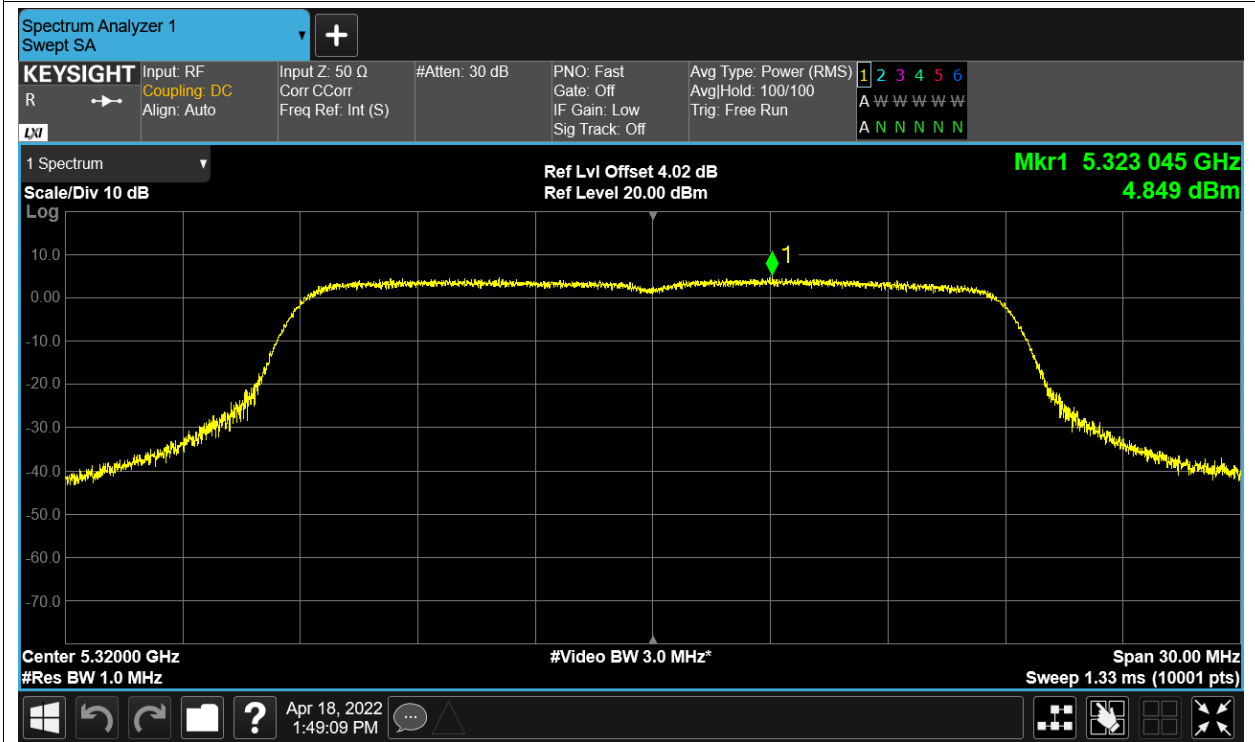 Spectrum Analyzer 1
Swept SA
+
KEYSIGHT
R
LXI
Input: RF
Coupling: DC
Align: Auto
Input Z: 50 Ω
Corr CCorr
Freq Ref: Int (S)
#Atten: 30 dB
PNO: Fast
Gate: Off
IF Gain: Low
Sig Track: Off
Avg Type: Power (RMS)
Avg|Hold: 100/100
Trig: Free Run
1 2 3 4 5 6
A W W W W W
A N N N N N
1 Spectrum
Scale/Div 10 dB
Log
Ref Lvl Offset 4.02 dB
Ref Level 20.00 dBm
Mkr1 5.323 045 GHz
4.849 dBm
1
10.0
0.00
-10.0
-20.0
-30.0
-40.0
-50.0
-60.0
-70.0
Center 5.32000 GHz
#Res BW 1.0 MHz
#Video BW 3.0 MHz*
Span 30.00 MHz
Sweep 1.33 ms (10001 pts)
?
Apr 18, 2022
1:49:09 PM